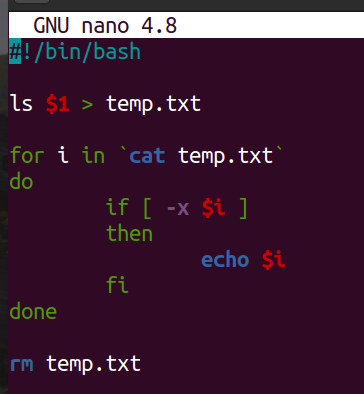 GNU nano 4.8
#!/bin/bash
ls $1 > temp.txt
for i in `cat temp.txt`
do
if [ -x $i ]
then
echo $i
fi
done
rm temp.txt